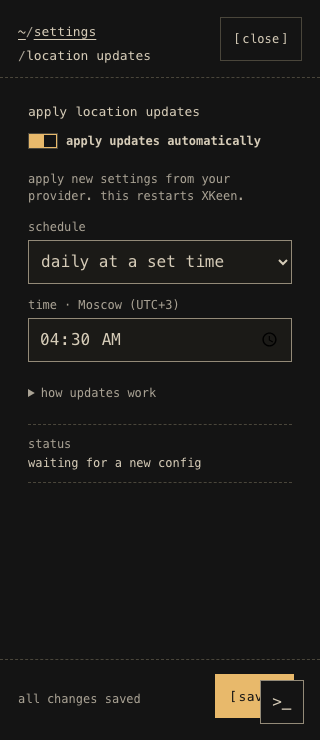 ~/settings
/location updates
[close]
apply location updates
apply updates automatically
apply new settings from your
provider. this restarts XKeen.
schedule
daily at a set time
time · Moscow (UTC+3)
04:30 AM
how updates work
status
waiting for a new config
all changes saved
>_